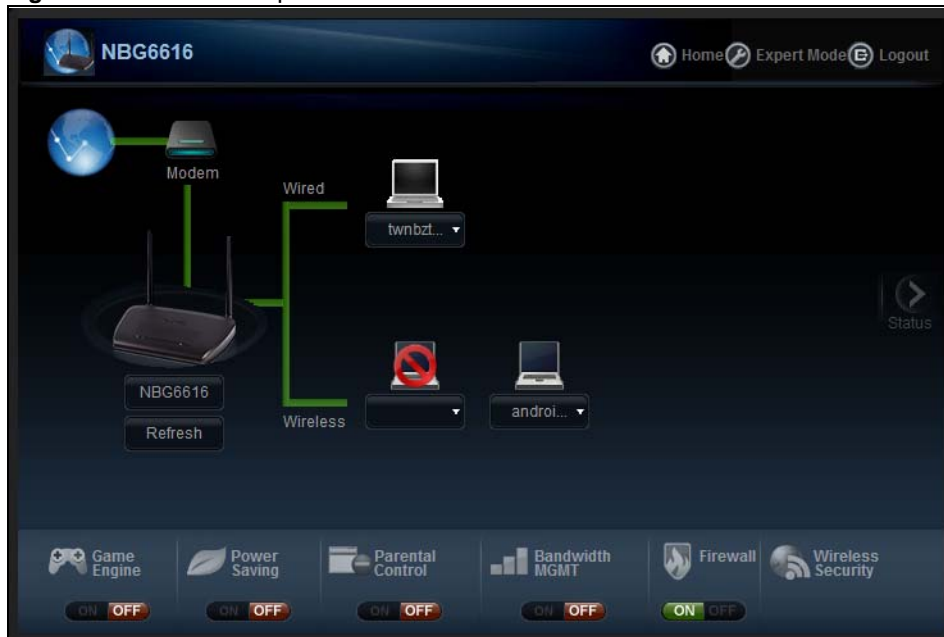 NBG6616
Home
Expert Mode
Logout
Modem
Wired
twnbzt...
Status
NBG6616
Wireless
androi...
Refresh
Game
Engine
Power
Saving
Parental
Control
Bandwidth
MGMT
Firewall
Wireless
Security
ON OFF
ON OFF
ON OFF
ON OFF
ON OFF